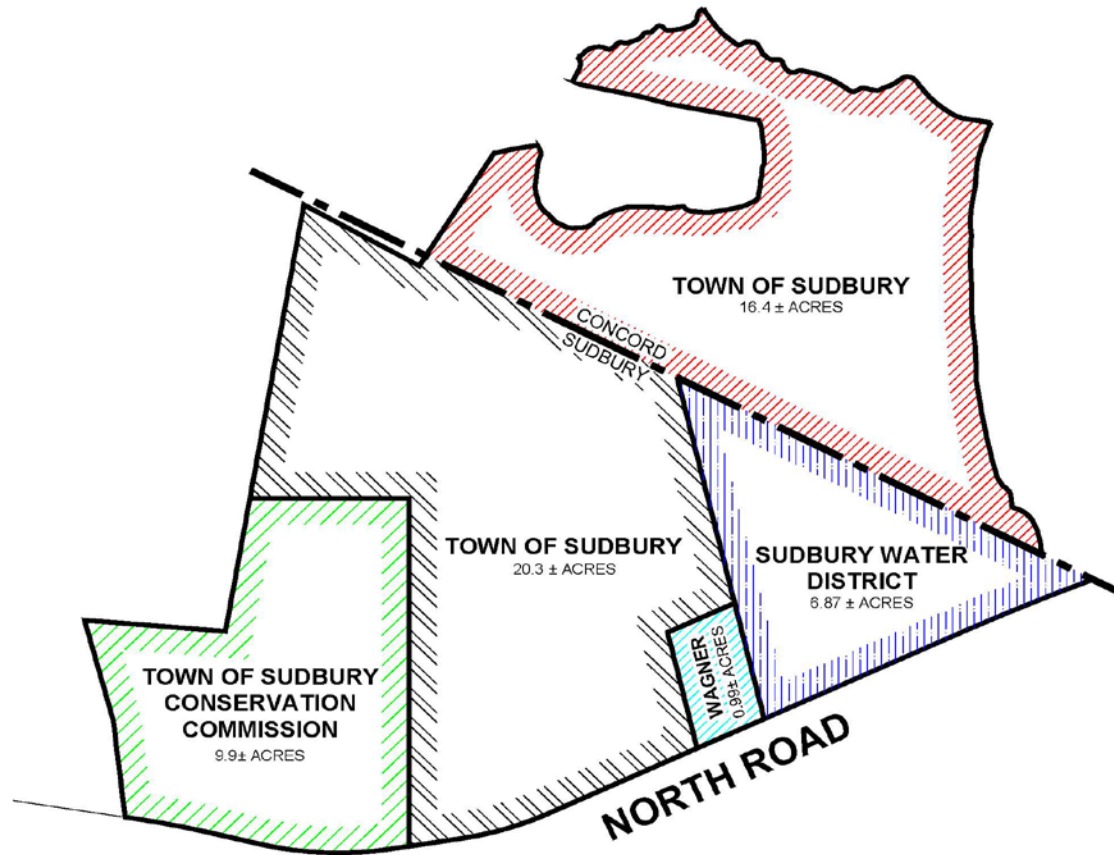 TOWN OF SUDBURY
16.4 ± ACRES
CONCORD
SUDBURY
TOWN OF SUDBURY
20.3 ± ACRES
SUDBURY WATER
DISTRICT
6.87 ± ACRES
WAGNER
0.99± ACRES
TOWN OF SUDBURY
CONSERVATION
COMMISSION
9.9± ACRES
NORTH ROAD